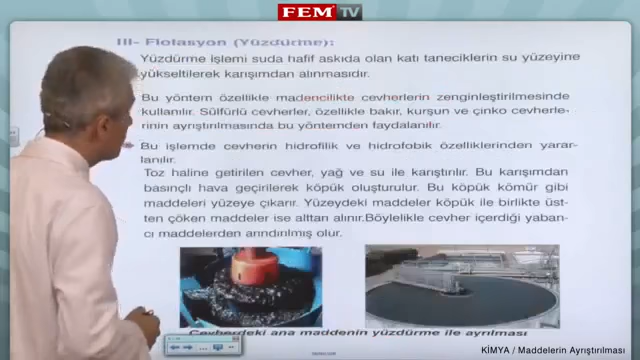 FEM TV
III- Flotasyon (Yüzdürme):
Yüzdürme işlemi suda hafif askıda olan katı taneciklerin su yüzeyine
yükseltilerek karışımdan alınmasıdır.
Bu yöntem özellikle madencilikte cevherlerin zenginleştirilmesinde
kullanılır. Sülfürlü cevherler, özellikle bakır, kurşun ve çinko cevherle-
rinin ayrıştırılmasında bu yöntemden faydalanılır.
Bu işlemde cevherin hidrofilik ve hidrofobik özelliklerinden yarar-
lanılır.
Toz haline getirilen cevher, yağ ve su ile karıştırılır. Bu karışımdan
basınçlı hava geçirilerek köpük oluşturulur. Bu köpük kömür gibi
maddeleri yüzeye çıkarır. Yüzeydeki maddeler köpük ile birlikte üst-
ten çöken maddeler ise alttan alınır.Böylelikle cevher içerdiği yaban-
cı maddelerden arındırılmış olur.
Cevherdeki ana maddenin yüzdürme ile ayrılması
KİMYA / Maddelerin Ayrıştırılması